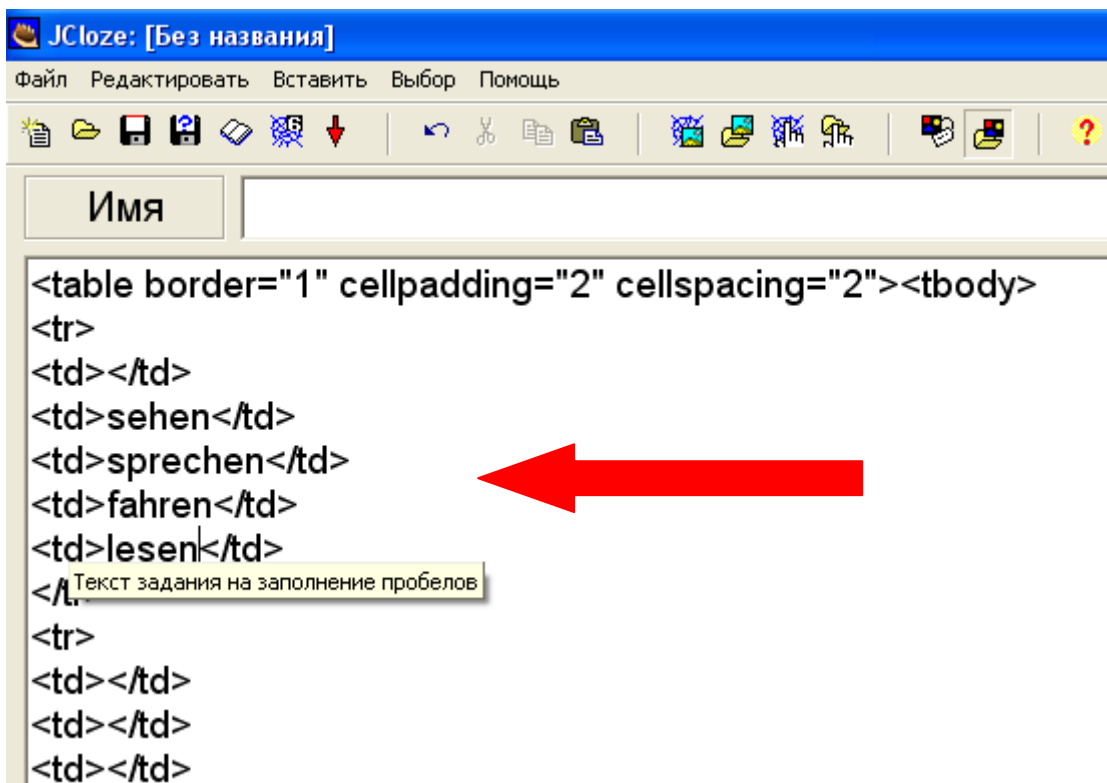 JCloze: [Без названия]
Файл Редактировать Вставить Выбор Помощь
Имя
<table border="1" cellpadding="2" cellspacing="2"><tbody>
<tr>
<td></td>
<td>sehen</td>
<td>sprechen</td>
<td>fahren</td>
<td>lesen</td>
Текст задания на заполнение пробелов
</tr>
<tr>
<td></td>
<td></td>
<td></td>